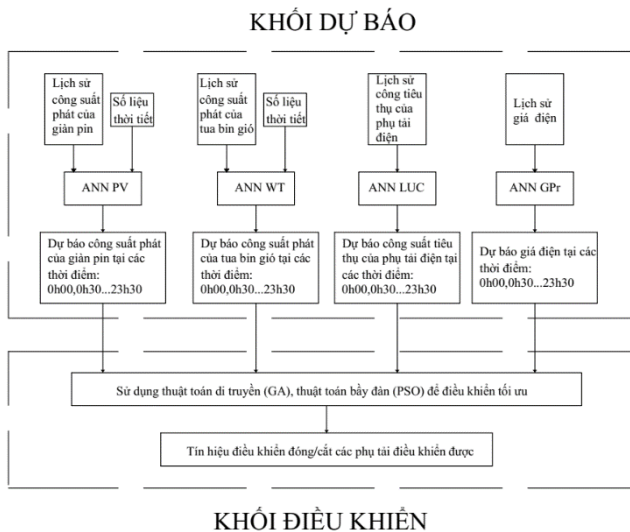 KHỐI DỰ BÁO
Lịch sử
công suất
phát của
giàn pin
Số liệu
thời tiết
Lịch sử
công suất
phát của
tua bin gió
Số liệu
thời tiết
Lịch sử
công tiêu
thụ của
phụ tải
điện
Lịch sử
giá điện
ANN PV
ANN WT
ANN LUC
ANN GPr
Dự báo công suất phát
của giàn pin tại các
thời điểm:
0h00,0h30...23h30
Dự báo công suất phát
của tua bin gió tại các
thời điểm:
0h00,0h30...23h30
Dự báo công suất tiêu
thụ của phụ tải điện tại
các thời điểm:
0h00,0h30...23h30
Dự báo giá điện tại các
thời điểm:
0h00,0h30...23h30
Sử dụng thuật toán di truyền (GA), thuật toán bầy đàn (PSO) để điều khiển tối ưu
Tín hiệu điều khiển đóng/cắt các phụ tải điều khiển được
KHỐI ĐIỀU KHIỂN